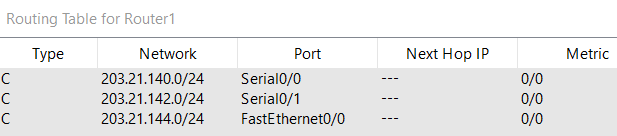 Routing Table for Router1
Type Network Port Next Hop IP Metric
C 203.21.140.0/24 Serial0/0 --- 0/0
C 203.21.142.0/24 Serial0/1 --- 0/0
C 203.21.144.0/24 FastEthernet0/0 --- 0/0